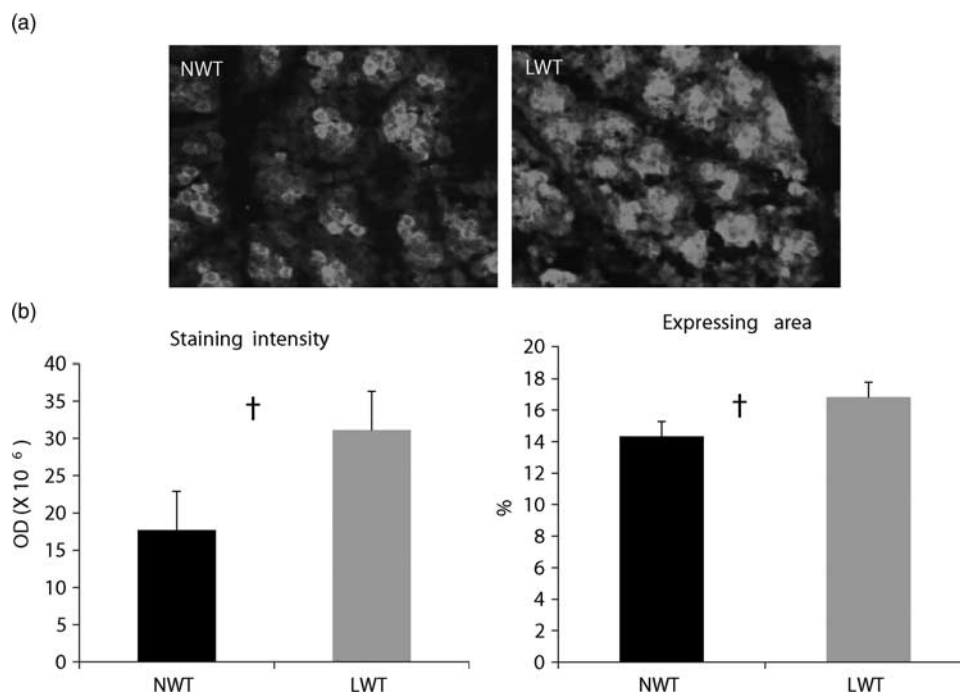 (a)
NWT
LWT
(b)
Staining intensity
40
35
30
25
20
15
10
5
0
OD (X 10 6)
†
NWT
LWT
Expressing area
20
18
16
14
12
10
8
6
4
2
0
%
†
NWT
LWT